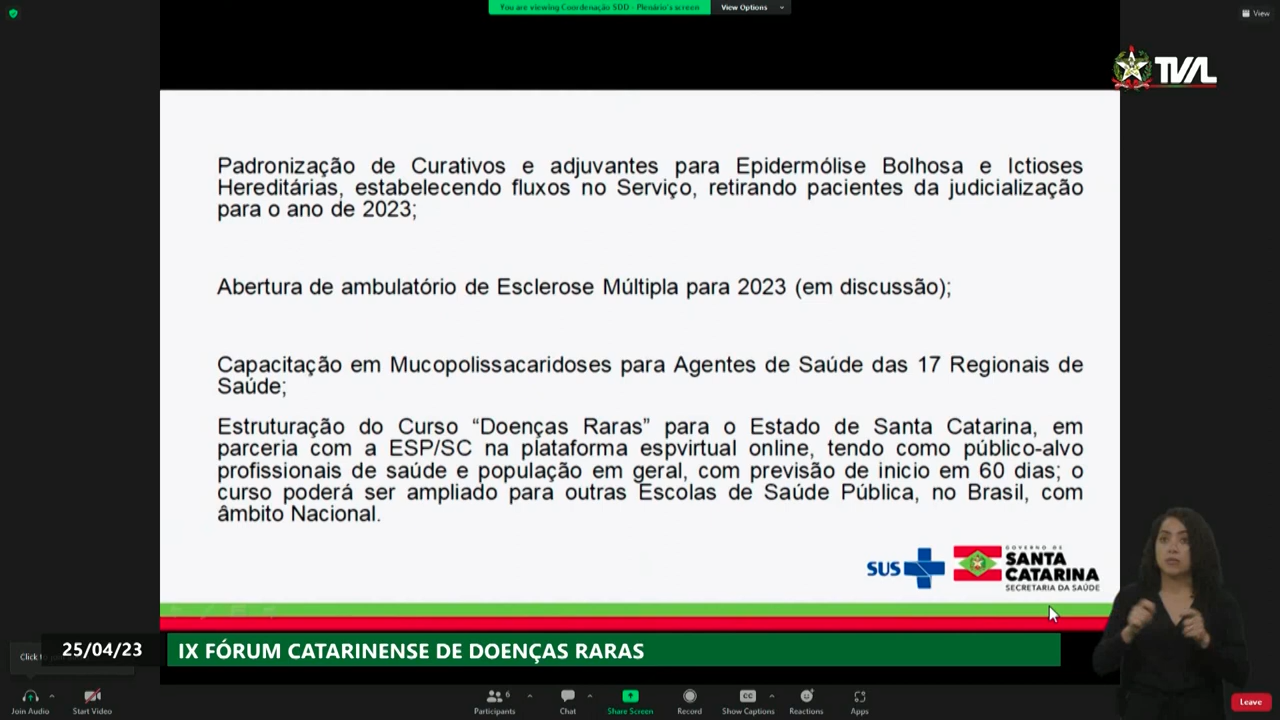 You are viewing Coordenação SDD - Plenário's screen
View Options
View
TVAL
Padronização de Curativos e adjuvantes para Epidermólise Bolhosa e Ictioses
Hereditárias, estabelecendo fluxos no Serviço, retirando pacientes da judicialização
para o ano de 2023;
Abertura de ambulatório de Esclerose Múltipla para 2023 (em discussão);
Capacitação em Mucopolissacaridoses para Agentes de Saúde das 17 Regionais de
Saúde;
Estruturação do Curso “Doenças Raras” para o Estado de Santa Catarina, em
parceria com a ESP/SC na plataforma espvirtual online, tendo como público-alvo
profissionais de saúde e população em geral, com previsão de inicio em 60 dias; o
curso poderá ser ampliado para outras Escolas de Saúde Pública, no Brasil, com
âmbito Nacional.
SUS
GOVERNO DE
SANTA
CATARINA
SECRETARIA DA SAÚDE
Click
25/04/23
IX FÓRUM CATARINENSE DE DOENÇAS RARAS
6
CC
Join Audio
Start Video
Participants
Chat
Share Screen
Record
Show Captions
Reactions
Apps
Leave